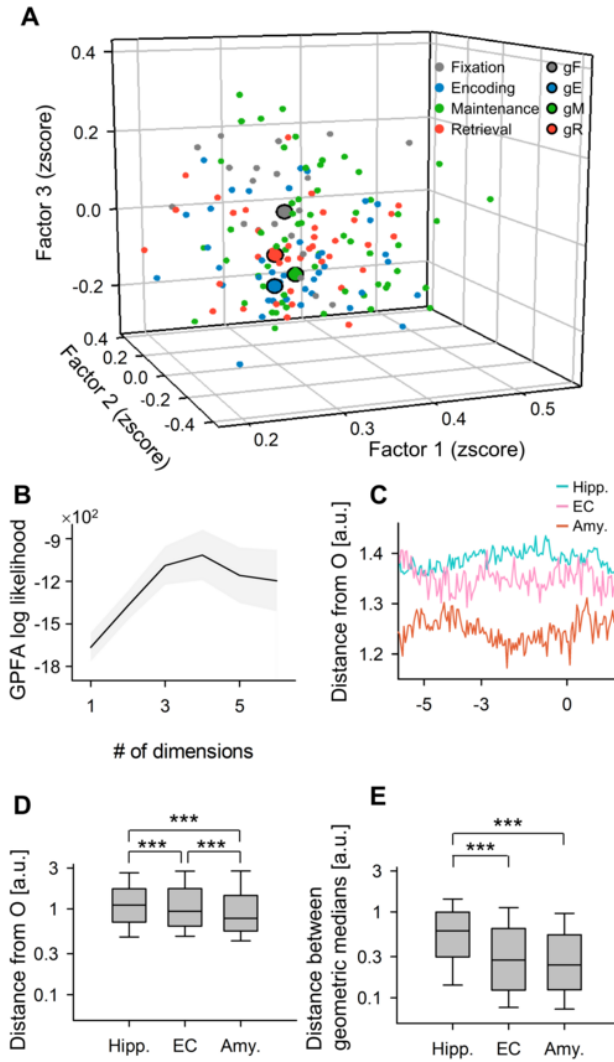 A
0.4
0.2
0.0
-0.2
Factor 3 (zscore)
Fixation
Encoding
Maintenance
Retrieval
gF
gE
gM
gR
0.4
0.2
0.0
-0.2
-0.4
Factor 2 (zscore)
0.2
0.3
0.4
0.5
Factor 1 (zscore)
B
×10²
-9
-12
-15
-18
GPFA log likelihood
1
3
5
# of dimensions
C
Hipp.
EC
Amy.
1.4
1.3
1.2
Distance from O [a.u.]
-5
-3
0
D
***
***
***
3
1
0.3
0.1
Distance from O [a.u.]
Hipp.
EC
Amy.
E
***
***
3
1
0.3
0.1
Distance between
geometric medians [a.u.]
Hipp.
EC
Amy.